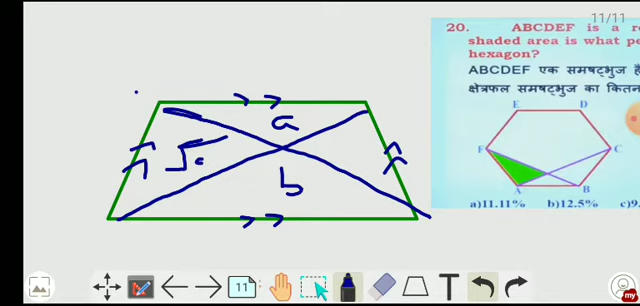 11/11
20. ABCDEF is a re
shaded area is what pe
hexagon?
ABCDEF एक समषट्भुज है
क्षेत्रफल समषट्भुज का कितन
E D
F C
A B
a)11.11% b)12.5% c)9.
a
b
11
T
my